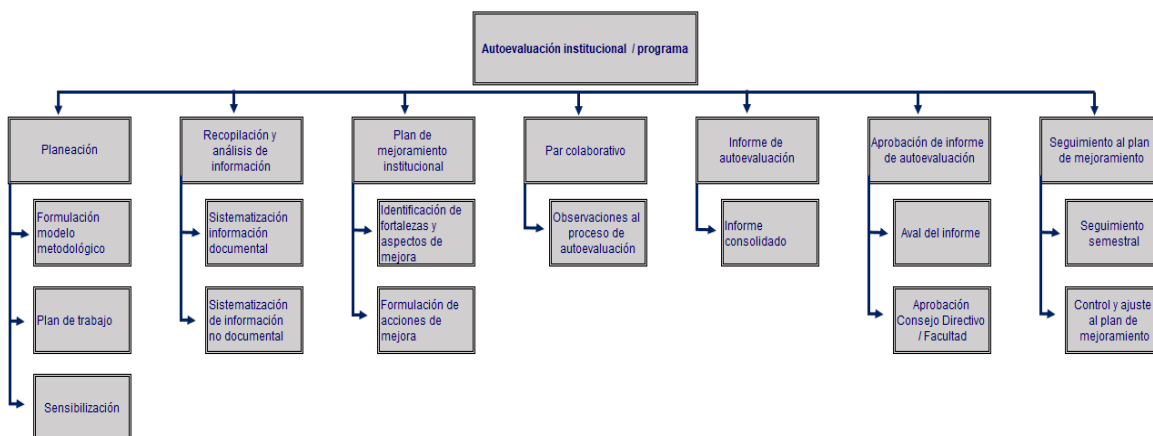 Autoevaluación institucional / programa
Planeación
Recopilación y
análisis de
información
Plan de
mejoramiento
institucional
Par colaborativo
Informe de
autoevaluación
Aprobación de informe
de autoevaluación
Seguimiento al plan
de mejoramiento
Formulación
modelo
metodológico
Sistematización
información
documental
Identificación de
fortalezas y
aspectos de
mejora
Observaciones al
proceso de
autoevaluación
Informe
consolidado
Aval del informe
Seguimiento
semestral
Plan de trabajo
Sistematización
de información
no documental
Formulación de
acciones de
mejora
Aprobación
Consejo Directivo
/ Facultad
Control y ajuste
al plan de
mejoramiento
Sensibilización